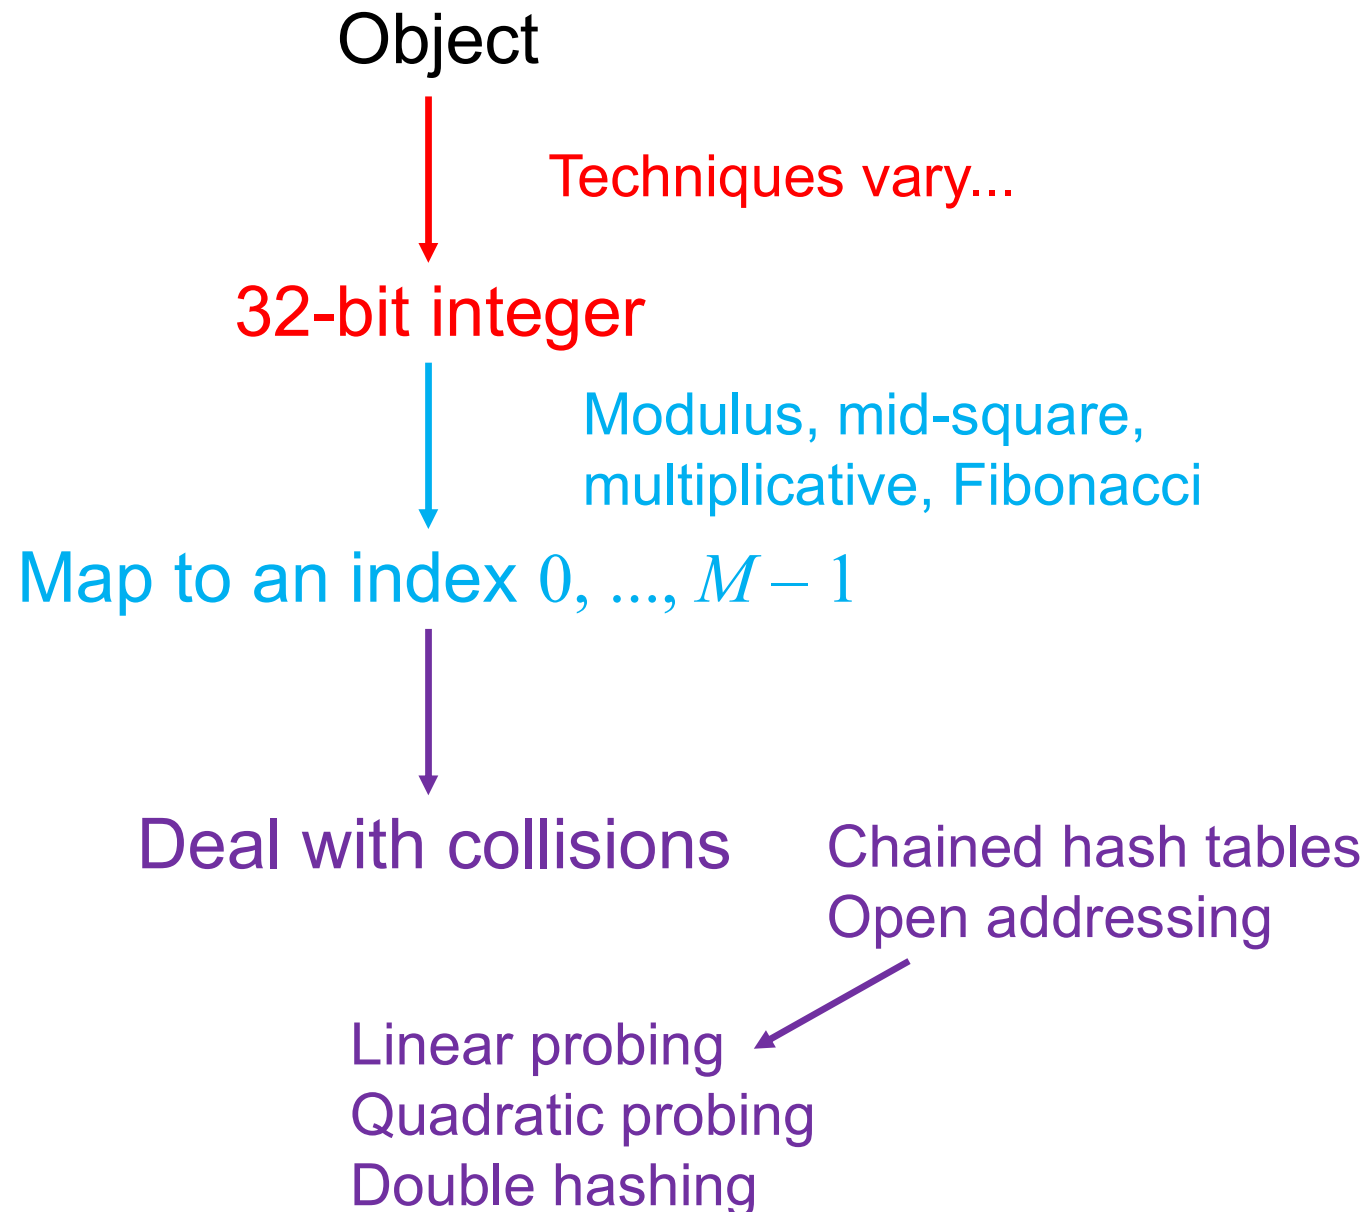 Object
Techniques vary...
32-bit integer
Modulus, mid-square,
multiplicative, Fibonacci
Map to an index 0, ..., M – 1
Deal with collisions
Chained hash tables
Open addressing
Linear probing
Quadratic probing
Double hashing